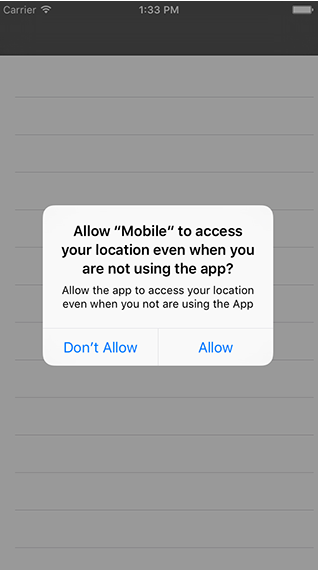 Carrier 1:33 PM
Allow “Mobile“ to access
your location even when you
are not using the app?
Allow the app to access your location
even when you not are using the App
Don’t Allow Allow